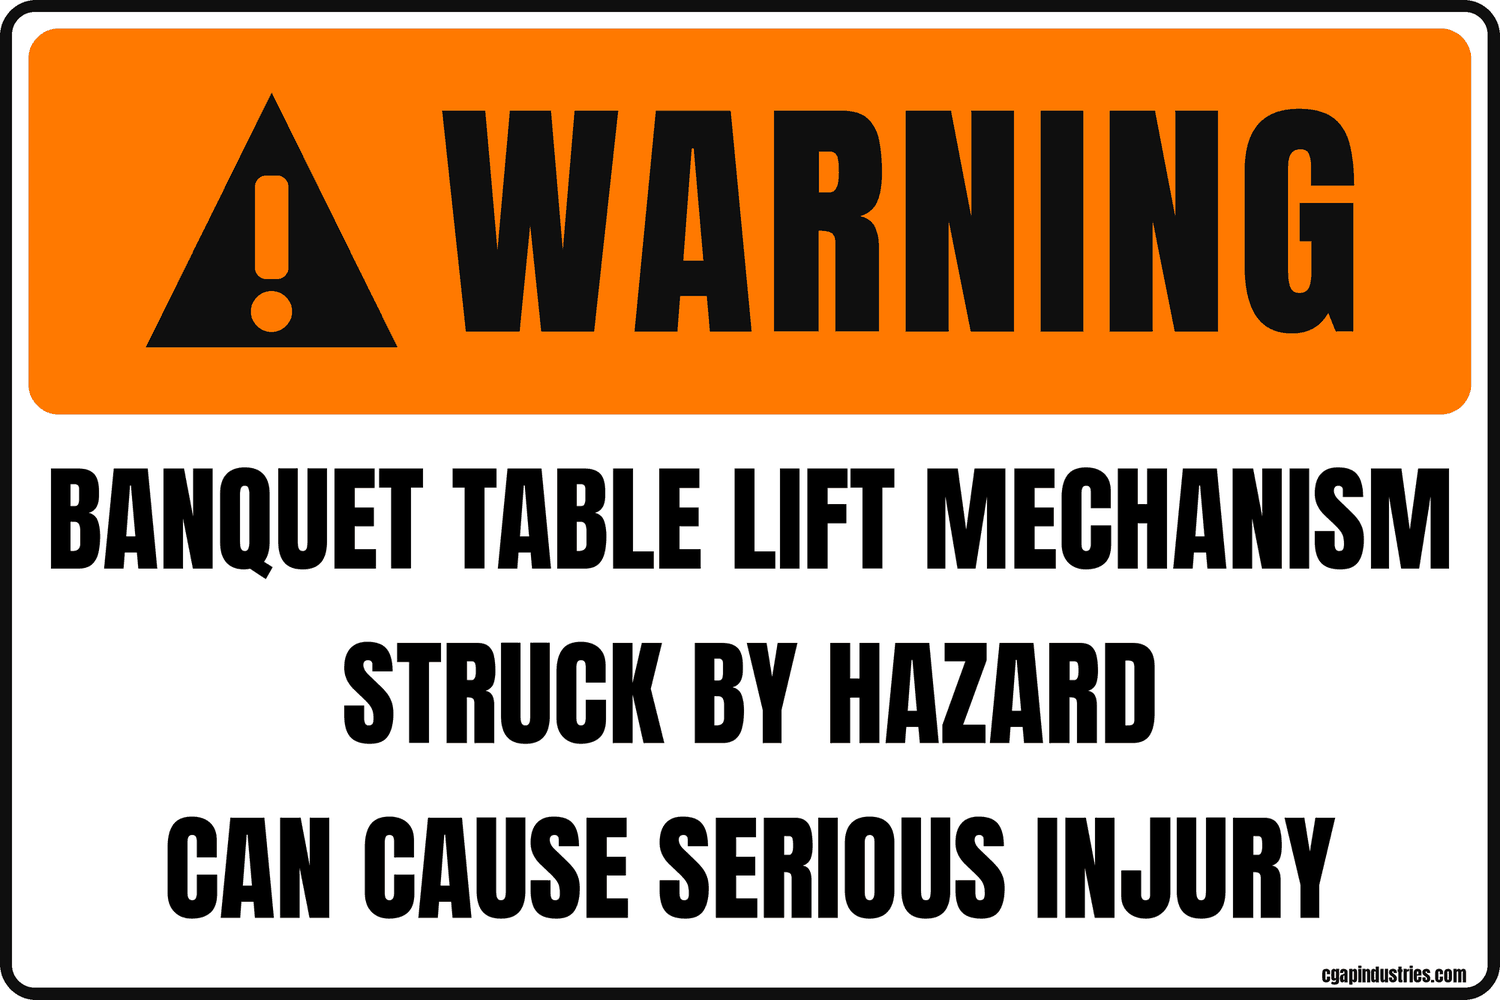 WARNING
BANQUET TABLE LIFT MECHANISM
STRUCK BY HAZARD
CAN CAUSE SERIOUS INJURY
cgapindustries.com